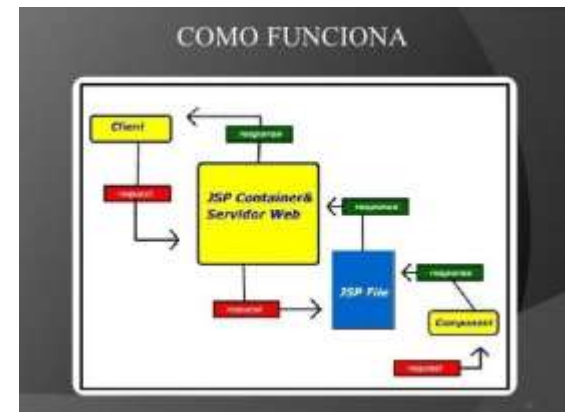 COMO FUNCIONA
Client
response
request
JSP Container&
Servidor Web
response
response
JSP File
request
Component
request